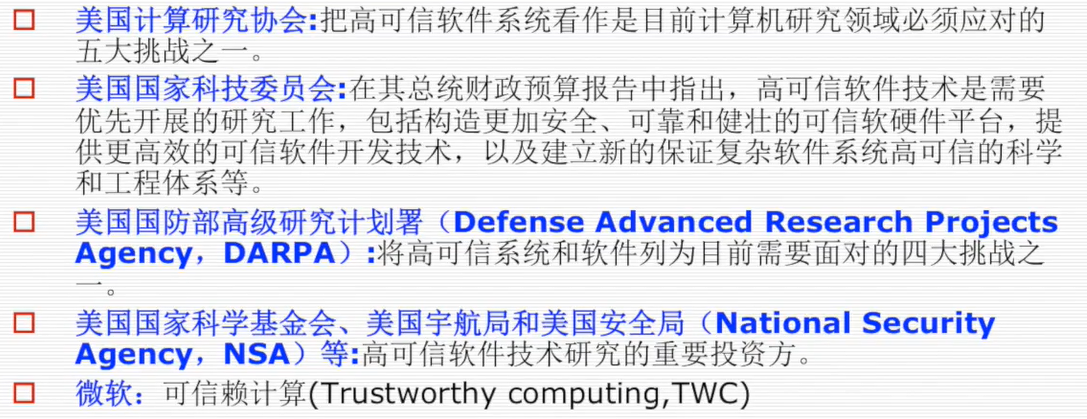 美国计算研究协会:把高可信软件系统看作是目前计算机研究领域必须应对的
五大挑战之一。
美国国家科技委员会:在其总统财政预算报告中指出，高可信软件技术是需要
优先开展的研究工作，包括构造更加安全、可靠和健壮的可信软硬件平台，提
供更高效的可信软件开发技术，以及建立新的保证复杂软件系统高可信的科学
和工程体系等。
美国国防部高级研究计划署（Defense Advanced Research Projects
Agency，DARPA）:将高可信系统和软件列为目前需要面对的四大挑战之
一。
美国国家科学基金会、美国宇航局和美国安全局（National Security
Agency，NSA）等:高可信软件技术研究的重要投资方。
微软：可信赖计算(Trustworthy computing,TWC)